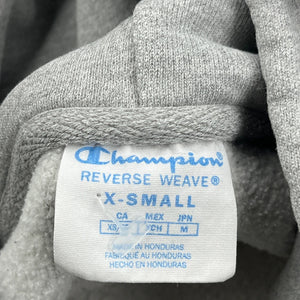 Champion
REVERSE WEAVE®
X-SMALL
CA MEX JPN
XS CH M
MADE IN HONDURAS
FABRIQUÉ AU HONDURAS
HECHO EN HONDURAS